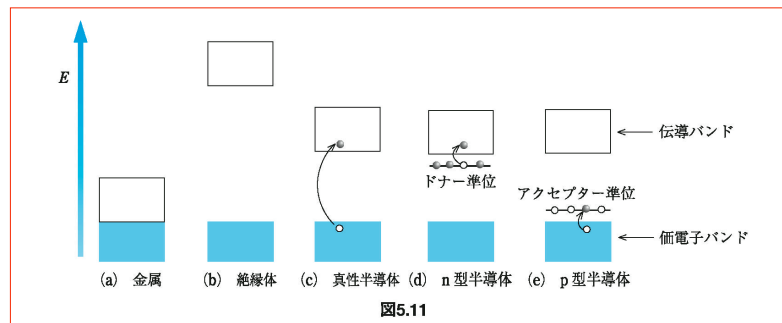 E
伝導バンド
ドナー準位
アクセプター準位
価電子バンド
(a) 金属
(b) 絶縁体
(c) 真性半導体
(d) n型半導体
(e) p型半導体
図5.11